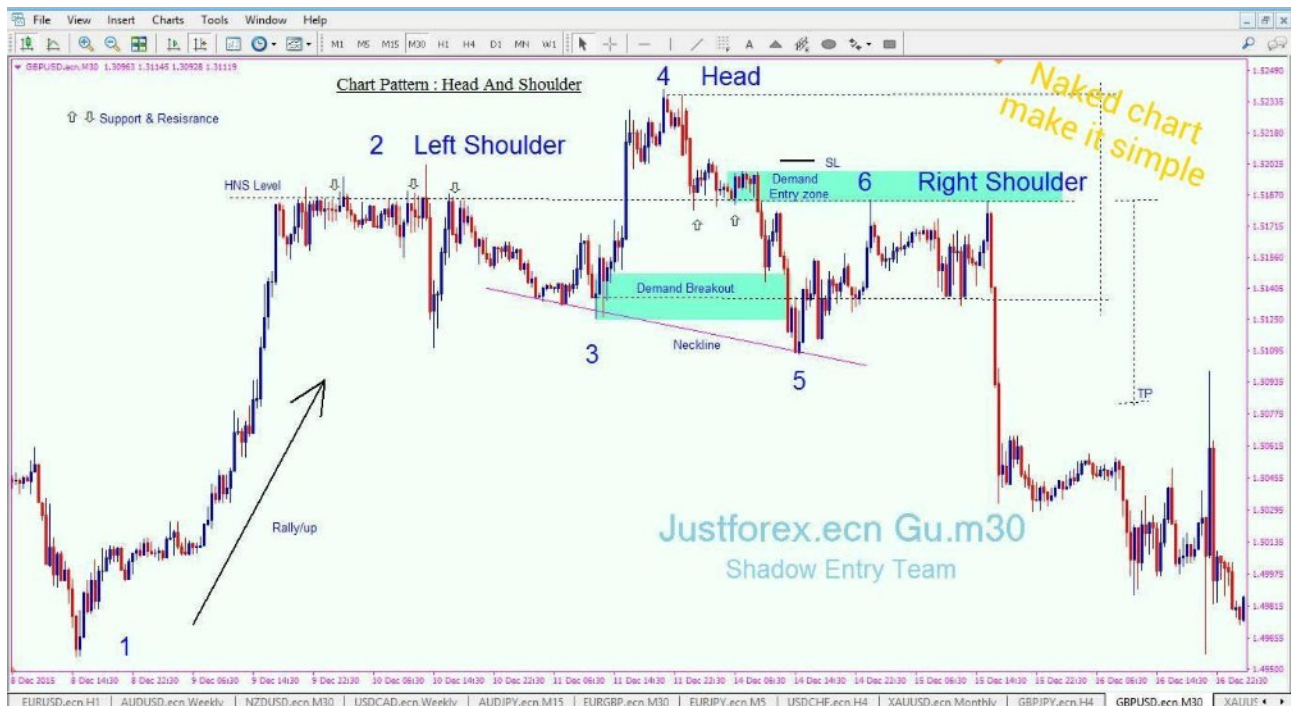 File View Insert Charts Tools Window Help
M1 M5 M15 M30 H1 H4 D1 MN W1
A
GBPUSD.ecn,M30 1.30963 1.31145 1.30928 1.31119
Chart Pattern : Head And Shoulder
Support & Resisrance
4 Head
Naked chart
make it simple
2 Left Shoulder
HNS Level
SL
Demand
Entry zone
6 Right Shoulder
Demand Breakout
Neckline
3
5
TP
Rally/up
Justforex.ecn Gu.m30
Shadow Entry Team
1
1.52490
1.52335
1.52180
1.52025
1.51870
1.51715
1.51560
1.51405
1.51250
1.51095
1.50935
1.50775
1.50615
1.50455
1.50295
1.50135
1.49975
1.49815
1.49655
1.49500
8 Dec 2015 8 Dec 14:30 8 Dec 22:30 9 Dec 06:30 9 Dec 14:30 9 Dec 22:30 10 Dec 06:30 10 Dec 14:30 10 Dec 22:30 11 Dec 06:30 11 Dec 14:30 11 Dec 22:30 14 Dec 06:30 14 Dec 14:30 14 Dec 22:30 15 Dec 06:30 15 Dec 14:30 15 Dec 22:30 16 Dec 06:30 16 Dec 14:30 16 Dec 22:30
EURUSD.ecn,H1 AUDUSD.ecn,Weekly NZDUSD.ecn,M30 USDCAD.ecn,Weekly AUDJPY.ecn,M15 EURGBP.ecn,M30 EURJPY.ecn,M5 USDCHF.ecn,H4 XAUUSD.ecn,Monthly GBPJPY.ecn,H4 GBPUSD.ecn,M30 XAUUS